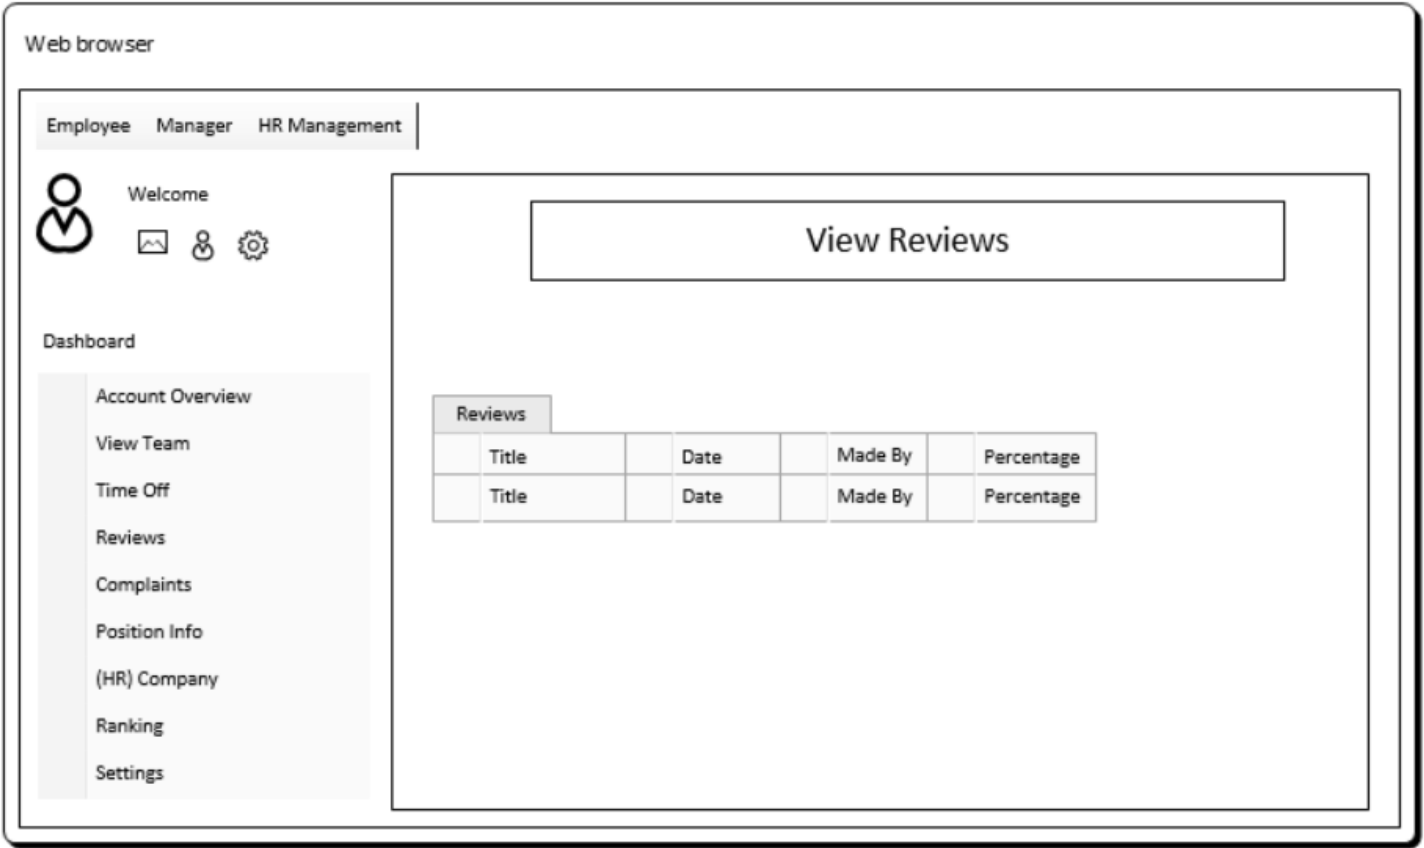 Web browser
Employee Manager HR Management
Welcome
Dashboard
Account Overview
View Team
Time Off
Reviews
Complaints
Position Info
(HR) Company
Ranking
Settings
View Reviews
Reviews
Title Date Made By Percentage
Title Date Made By Percentage